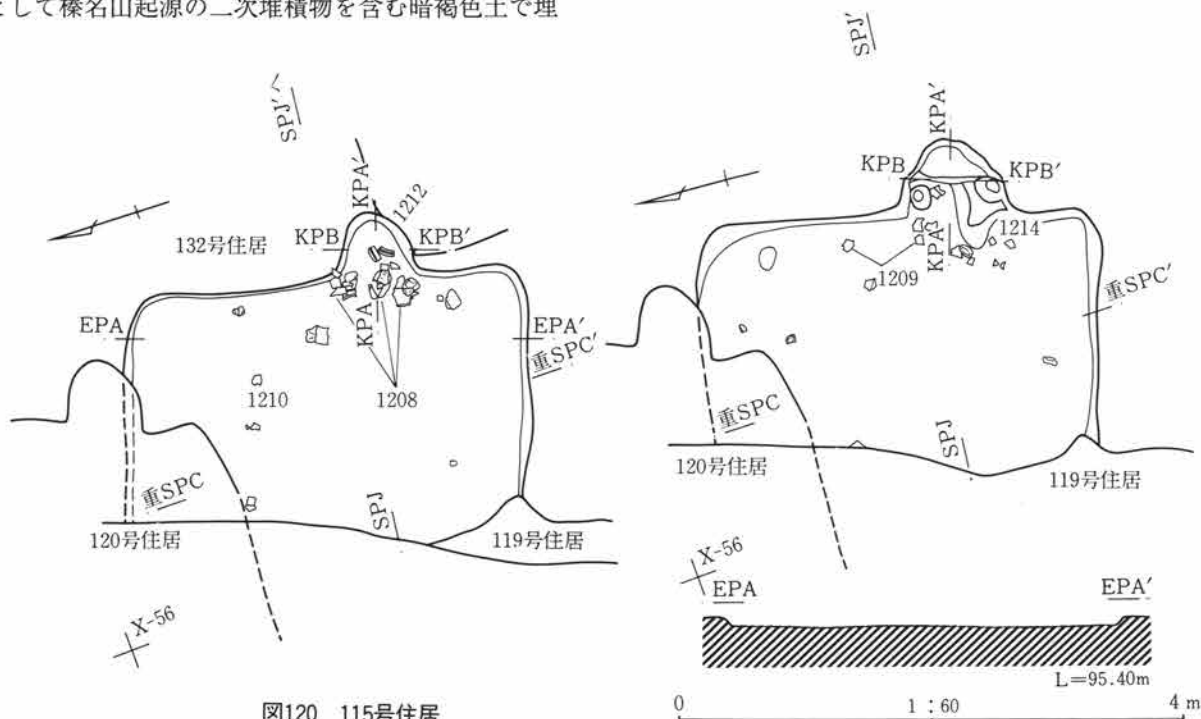 として榛名山起源の二次堆積物を含む暗褐色土で埋
SPJ′
SPJ′
KPA′
1212
KPB
KPB′
132号住居
KPA
EPA
EPA′
重SPC′
1210
1208
重SPC
SPJ
120号住居
119号住居
X-56
図120 115号住居
KPA′
KPB
KPB′
1214
KPA
1209
重SPC′
重SPC
SPJ
120号住居
119号住居
X-56
EPA
EPA′
L=95.40m
0 1：60 4 m